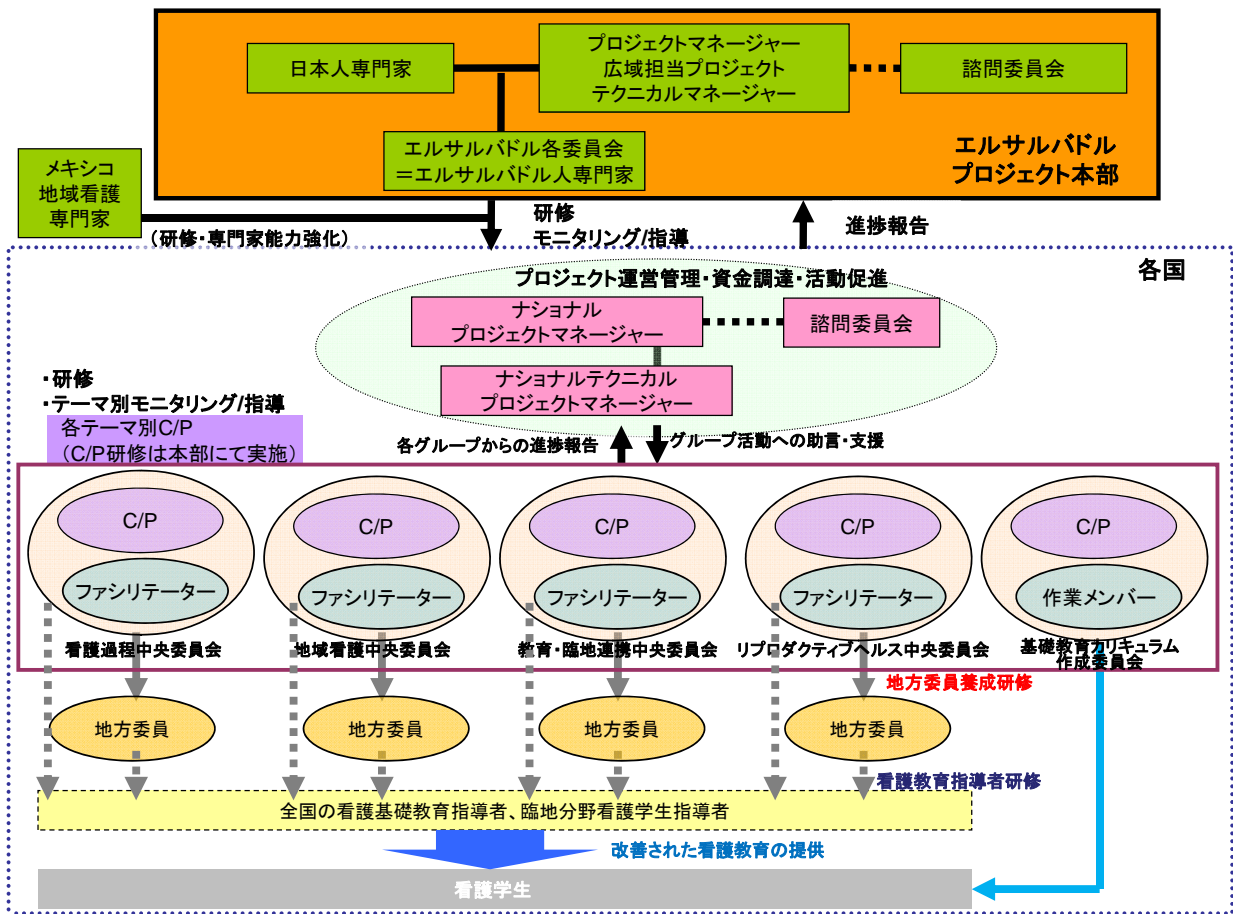 日本人専門家
プロジェクトマネージャー
広域担当プロジェクト
テクニカルマネージャー
諮問委員会
エルサルバドル各委員会
=エルサルバドル人専門家
エルサルバドル
プロジェクト本部
メキシコ
地域看護
専門家
(研修・専門家能力強化)
研修
モニタリング/指導
進捗報告
各国
プロジェクト運営管理・資金調達・活動促進
ナショナル
プロジェクトマネージャー
諮問委員会
ナショナルテクニカル
プロジェクトマネージャー
・研修
・テーマ別モニタリング/指導
各テーマ別C/P
(C/P研修は本部にて実施)
各グループからの進捗報告
グループ活動への助言・支援
C/P
C/P
C/P
C/P
C/P
ファシリテーター
ファシリテーター
ファシリテーター
ファシリテーター
作業メンバー
看護過程中央委員会
地域看護中央委員会
教育・臨地連携中央委員会
リプロダクティブヘルス中央委員会
基礎教育カリキュラム
作成委員会
地方委員養成研修
地方委員
地方委員
地方委員
地方委員
看護教育指導者研修
全国の看護基礎教育指導者、臨地分野看護学生指導者
改善された看護教育の提供
看護学生